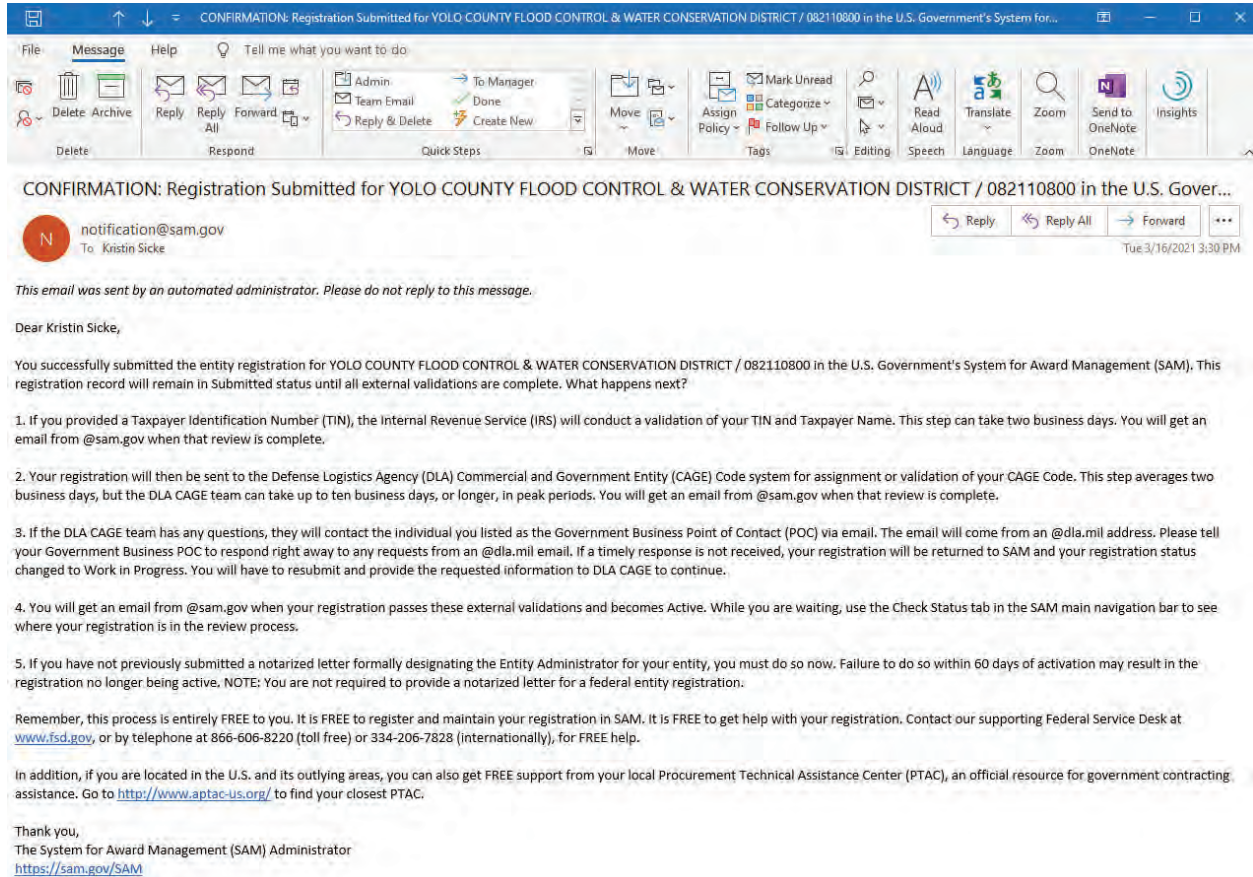 CONFIRMATION: Registration Submitted for YOLO COUNTY FLOOD CONTROL & WATER CONSERVATION DISTRICT / 082110800 in the U.S. Government's System for...
File Message Help Tell me what you want to do
Delete Archive Reply Reply All Forward
Admin To Manager
Team Email Done
Reply & Delete Create New
Move Assign Policy Mark Unread
Categorize
Follow Up
Read Aloud Translate Zoom Send to OneNote Insights
Delete Respond Quick Steps Move Tags Editing Speech Language Zoom OneNote
CONFIRMATION: Registration Submitted for YOLO COUNTY FLOOD CONTROL & WATER CONSERVATION DISTRICT / 082110800 in the U.S. Gover...
N
notification@sam.gov
To Kristin Sicke
Reply Reply All Forward ...
Tue 3/16/2021 3:30 PM
This email was sent by an automated administrator. Please do not reply to this message.
Dear Kristin Sicke,
You successfully submitted the entity registration for YOLO COUNTY FLOOD CONTROL & WATER CONSERVATION DISTRICT / 082110800 in the U.S. Government's System for Award Management (SAM). This
registration record will remain in Submitted status until all external validations are complete. What happens next?
1. If you provided a Taxpayer Identification Number (TIN), the Internal Revenue Service (IRS) will conduct a validation of your TIN and Taxpayer Name. This step can take two business days. You will get an
email from @sam.gov when that review is complete.
2. Your registration will then be sent to the Defense Logistics Agency (DLA) Commercial and Government Entity (CAGE) Code system for assignment or validation of your CAGE Code. This step averages two
business days, but the DLA CAGE team can take up to ten business days, or longer, in peak periods. You will get an email from @sam.gov when that review is complete.
3. If the DLA CAGE team has any questions, they will contact the individual you listed as the Government Business Point of Contact (POC) via email. The email will come from an @dla.mil address. Please tell
your Government Business POC to respond right away to any requests from an @dla.mil email. If a timely response is not received, your registration will be returned to SAM and your registration status
changed to Work in Progress. You will have to resubmit and provide the requested information to DLA CAGE to continue.
4. You will get an email from @sam.gov when your registration passes these external validations and becomes Active. While you are waiting, use the Check Status tab in the SAM main navigation bar to see
where your registration is in the review process.
5. If you have not previously submitted a notarized letter formally designating the Entity Administrator for your entity, you must do so now. Failure to do so within 60 days of activation may result in the
registration no longer being active. NOTE: You are not required to provide a notarized letter for a federal entity registration.
Remember, this process is entirely FREE to you. It is FREE to register and maintain your registration in SAM. It is FREE to get help with your registration. Contact our supporting Federal Service Desk at
www.fsd.gov, or by telephone at 866-606-8220 (toll free) or 334-206-7828 (internationally), for FREE help.
In addition, if you are located in the U.S. and its outlying areas, you can also get FREE support from your local Procurement Technical Assistance Center (PTAC), an official resource for government contracting
assistance. Go to http://www.aptac-us.org/ to find your closest PTAC.
Thank you,
The System for Award Management (SAM) Administrator
https://sam.gov/SAM